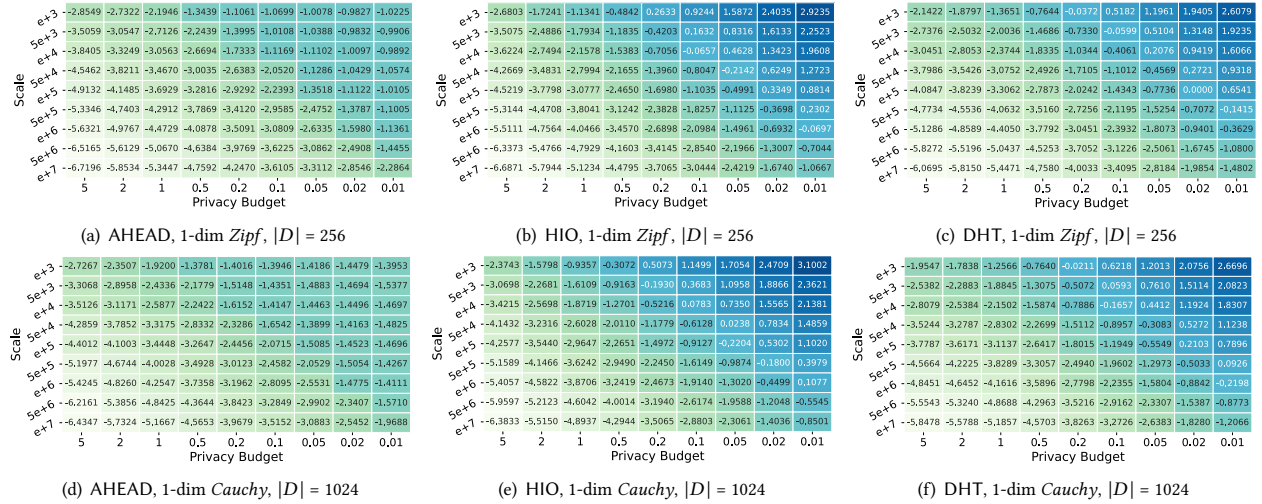 Scale
e+3 -2.8549 -2.7322 -2.1946 -1.3439 -1.1061 -1.0699 -1.0078 -0.9827 -1.0225
5e+3 -3.5059 -3.1047 -2.7126 -2.2439 -1.3995 -1.0108 -1.0388 -0.9832 -0.9906
e+4 -3.8405 -3.3249 -3.0563 -2.6694 -1.7333 -1.1169 -1.1102 -1.0097 -0.9892
5e+4 -4.5462 -3.8211 -3.4670 -3.0035 -2.6383 -2.0520 -1.1286 -1.0429 -1.0574
e+5 -4.9132 -4.1485 -3.6929 -3.2816 -2.9292 -2.2393 -1.3518 -1.1122 -1.0105
5e+5 -5.3346 -4.7403 -4.2912 -3.7869 -3.4120 -2.9585 -2.4752 -1.3787 -1.1005
e+6 -5.6321 -4.9767 -4.4729 -4.0878 -3.5091 -3.0809 -2.6335 -1.5980 -1.1361
5e+6 -6.5165 -5.6129 -5.0670 -4.6384 -3.9769 -3.6225 -3.0862 -2.4908 -1.4455
e+7 -6.7196 -5.8534 -5.3447 -4.7592 -4.2470 -3.6105 -3.3112 -2.8546 -2.2864
5 2 1 0.5 0.2 0.1 0.05 0.02 0.01
Privacy Budget
(a) AHEAD, 1-dim Zipf, |D| = 256
Scale
e+3 -2.6803 -1.7241 -1.1341 -0.4842 0.2633 0.9244 1.5872 2.4035 2.9235
5e+3 -3.5075 -2.4886 -1.7934 -1.1835 -0.4203 0.1632 0.8316 1.6133 2.2523
e+4 -3.6224 -2.7494 -2.1158 -1.5383 -0.7056 -0.0657 0.4628 1.3429 1.9608
5e+4 -4.2669 -3.4831 -2.7994 -2.1655 -1.3960 -0.8047 -0.2142 0.6249 1.2723
e+5 -4.5219 -3.7798 -3.0777 -2.4650 -1.6980 -1.1035 -0.4991 0.3349 0.8814
5e+5 -5.3144 -4.4708 -3.8041 -3.1242 -2.3828 -1.8257 -1.1125 -0.3698 0.2302
e+6 -5.5111 -4.7564 -4.0466 -3.4570 -2.6898 -2.0984 -1.4961 -0.6932 -0.0697
5e+6 -6.3373 -5.4766 -4.7929 -4.1603 -3.4145 -2.8540 -2.1966 -1.3007 -0.7044
e+7 -6.6871 -5.7944 -5.1234 -4.4795 -3.7065 -3.0444 -2.4219 -1.6740 -1.0667
5 2 1 0.5 0.2 0.1 0.05 0.02 0.01
Privacy Budget
(b) HIO, 1-dim Zipf, |D| = 256
Scale
e+3 -2.1422 -1.8797 -1.3651 -0.7644 -0.0372 0.5182 1.1961 1.9405 2.6079
5e+3 -2.7376 -2.5032 -2.0036 -1.4686 -0.7330 -0.0599 0.5104 1.3148 1.9235
e+4 -3.0451 -2.8053 -2.3744 -1.8335 -1.0344 -0.4061 0.2076 0.9419 1.6066
5e+4 -3.7986 -3.5426 -3.0752 -2.4926 -1.7105 -1.1012 -0.4569 0.2721 0.9318
e+5 -4.0847 -3.8239 -3.3062 -2.7873 -2.0242 -1.4343 -0.7736 0.0000 0.6541
5e+5 -4.7734 -4.5536 -4.0632 -3.5160 -2.7256 -2.1195 -1.5254 -0.7072 -0.1415
e+6 -5.1286 -4.8589 -4.4050 -3.7792 -3.0451 -2.3932 -1.8073 -0.9401 -0.3629
5e+6 -5.8272 -5.5196 -5.0437 -4.5253 -3.7052 -3.1226 -2.5061 -1.6745 -1.0800
e+7 -6.0695 -5.8150 -5.4471 -4.7580 -4.0033 -3.4095 -2.8184 -1.9854 -1.4802
5 2 1 0.5 0.2 0.1 0.05 0.02 0.01
Privacy Budget
(c) DHT, 1-dim Zipf, |D| = 256
Scale
e+3 -2.7267 -2.3507 -1.9200 -1.3781 -1.4016 -1.3946 -1.4186 -1.4479 -1.3953
5e+3 -3.3068 -2.8958 -2.4336 -2.1779 -1.5148 -1.4351 -1.4883 -1.4694 -1.5377
e+4 -3.5126 -3.1171 -2.5877 -2.2422 -1.6152 -1.4147 -1.4463 -1.4496 -1.4697
5e+4 -4.2859 -3.7852 -3.3175 -2.8332 -2.3286 -1.6542 -1.3899 -1.4163 -1.4825
e+5 -4.4012 -4.1003 -3.4448 -3.2647 -2.4456 -2.0715 -1.5085 -1.4523 -1.4696
5e+5 -5.1977 -4.6744 -4.0028 -3.4928 -3.0123 -2.4582 -2.0529 -1.5054 -1.4267
e+6 -5.4245 -4.8260 -4.2547 -3.7358 -3.1962 -2.8095 -2.5531 -1.4775 -1.4111
5e+6 -6.2161 -5.3856 -4.8425 -4.3644 -3.8423 -3.2849 -2.9902 -2.3407 -1.5710
e+7 -6.4347 -5.7324 -5.1667 -4.5653 -3.9679 -3.5152 -3.0883 -2.5452 -1.9688
5 2 1 0.5 0.2 0.1 0.05 0.02 0.01
Privacy Budget
(d) AHEAD, 1-dim Cauchy, |D| = 1024
Scale
e+3 -2.3743 -1.5798 -0.9357 -0.3072 0.5073 1.1499 1.7054 2.4709 3.1002
5e+3 -3.0698 -2.2681 -1.6109 -0.9163 -0.1930 0.3683 1.0958 1.8866 2.3621
e+4 -3.4215 -2.5698 -1.8719 -1.2701 -0.5216 0.0783 0.7350 1.5565 2.1381
5e+4 -4.1432 -3.2316 -2.6028 -2.0110 -1.1779 -0.6128 0.0238 0.7834 1.4859
e+5 -4.2577 -3.5440 -2.9647 -2.2651 -1.4972 -0.9127 -0.2204 0.5302 1.1020
5e+5 -5.1589 -4.1466 -3.6242 -2.9490 -2.2450 -1.6149 -0.9874 -0.1800 0.3979
e+6 -5.4057 -4.5822 -3.8706 -3.2419 -2.4673 -1.9140 -1.3020 -0.4499 0.1077
5e+6 -5.9597 -5.2123 -4.6042 -4.0014 -3.1940 -2.6174 -1.9588 -1.2048 -0.5545
e+7 -6.3833 -5.5150 -4.8937 -4.2944 -3.5065 -2.8803 -2.3061 -1.4036 -0.8501
5 2 1 0.5 0.2 0.1 0.05 0.02 0.01
Privacy Budget
(e) HIO, 1-dim Cauchy, |D| = 1024
Scale
e+3 -1.9547 -1.7838 -1.2566 -0.7640 -0.0211 0.6218 1.2013 2.0756 2.6696
5e+3 -2.5382 -2.2883 -1.8845 -1.3075 -0.5072 0.0593 0.7610 1.5114 2.0823
e+4 -2.8079 -2.5384 -2.1502 -1.5874 -0.7886 -0.1657 0.4412 1.1924 1.8307
5e+4 -3.5244 -3.2787 -2.8302 -2.2699 -1.5112 -0.8957 -0.3083 0.5272 1.1238
e+5 -3.7787 -3.6171 -3.1137 -2.6417 -1.8015 -1.1949 -0.5549 0.2103 0.7896
5e+5 -4.5664 -4.2225 -3.8289 -3.3057 -2.4940 -1.9602 -1.2973 -0.5033 0.0926
e+6 -4.8451 -4.6452 -4.1616 -3.5896 -2.7798 -2.2355 -1.5804 -0.8842 -0.2198
5e+6 -5.5543 -5.3240 -4.8688 -4.2963 -3.5216 -2.9162 -2.3130 -1.5387 -0.8773
e+7 -5.8478 -5.5788 -5.1857 -4.5703 -3.8263 -3.2726 -2.6383 -1.8280 -1.2066
5 2 1 0.5 0.2 0.1 0.05 0.02 0.01
Privacy Budget
(f) DHT, 1-dim Cauchy, |D| = 1024